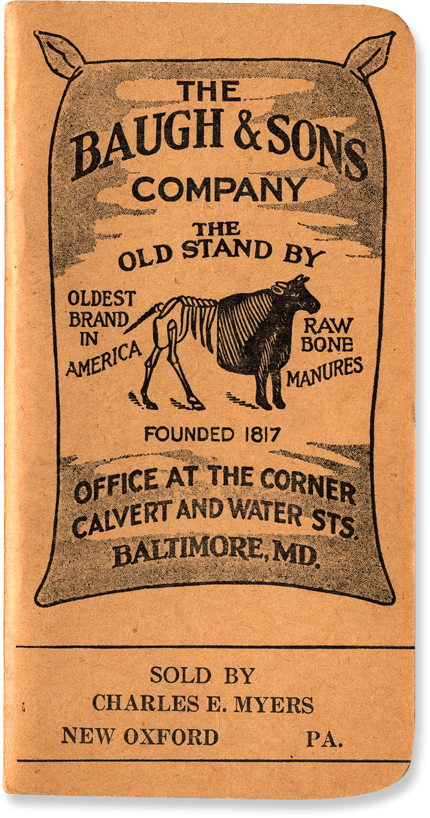 THE
BAUGH & SONS
COMPANY
THE
OLD STAND BY
OLDEST
BRAND
IN
AMERICA
RAW
BONE
MANURES
FOUNDED 1817
OFFICE AT THE CORNER
CALVERT AND WATER STS.
BALTIMORE, MD.
SOLD BY
CHARLES E. MYERS
NEW OXFORD PA.